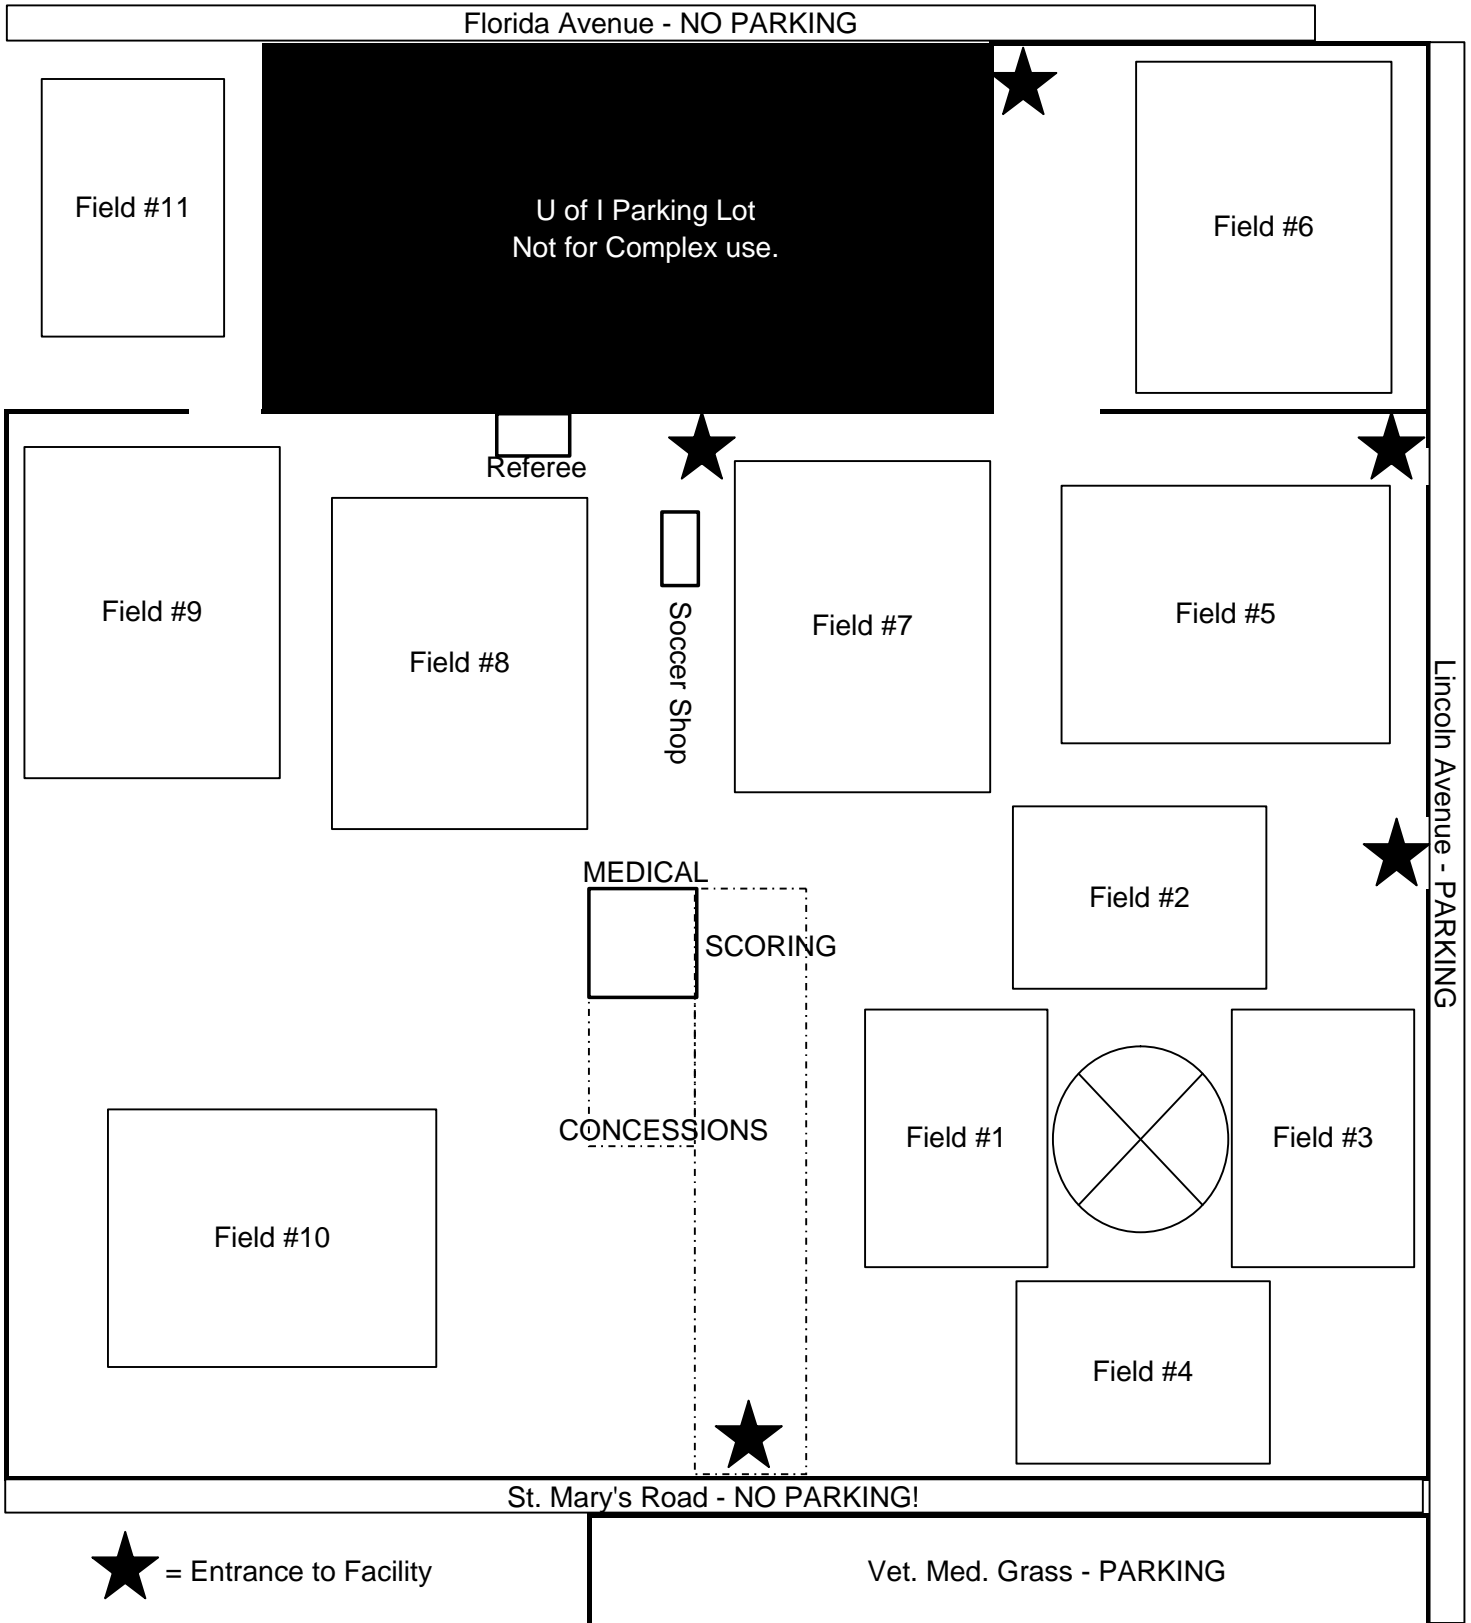 Florida Avenue - NO PARKING
Field #11
U of I Parking Lot
Not for Complex use.
Field #6
Referee
Field #9
Field #8
Soccer Shop
Field #7
Field #5
Lincoln Avenue - PARKING
MEDICAL
SCORING
Field #2
CONCESSIONS
Field #1
Field #3
Field #10
Field #4
St. Mary's Road - NO PARKING!
= Entrance to Facility
Vet. Med. Grass - PARKING